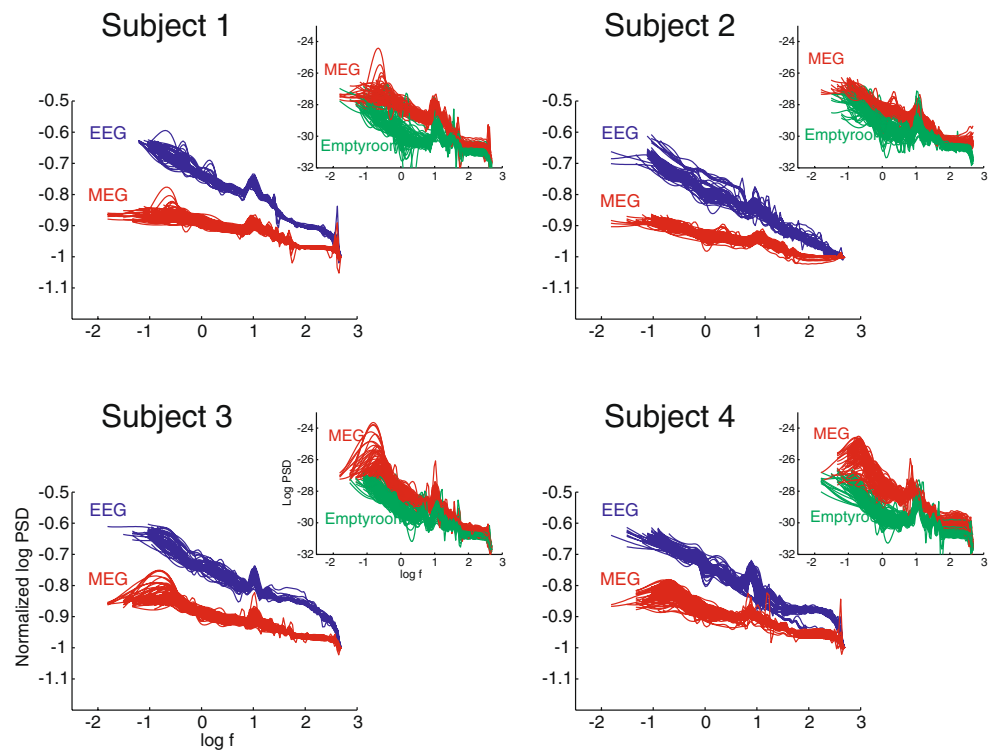 Subject 1
MEG
Emptyroom
-24
-26
-28
-30
-32
-2 -1 0 1 2 3
EEG
MEG
-0.5
-0.6
-0.7
-0.8
-0.9
-1
-1.1
-2 -1 0 1 2 3
Subject 2
MEG
Emptyroom
-24
-26
-28
-30
-32
-2 -1 0 1 2 3
EEG
MEG
-0.5
-0.6
-0.7
-0.8
-0.9
-1
-1.1
-2 -1 0 1 2 3
Subject 3
MEG
Emptyroom
Log PSD
-24
-26
-28
-30
-32
-2 -1 0 1 2 3
log f
EEG
MEG
Normalized log PSD
-0.5
-0.6
-0.7
-0.8
-0.9
-1
-1.1
-2 -1 0 1 2 3
log f
Subject 4
MEG
Emptyroom
-24
-26
-28
-30
-32
-2 -1 0 1 2 3
EEG
MEG
-0.5
-0.6
-0.7
-0.8
-0.9
-1
-1.1
-2 -1 0 1 2 3